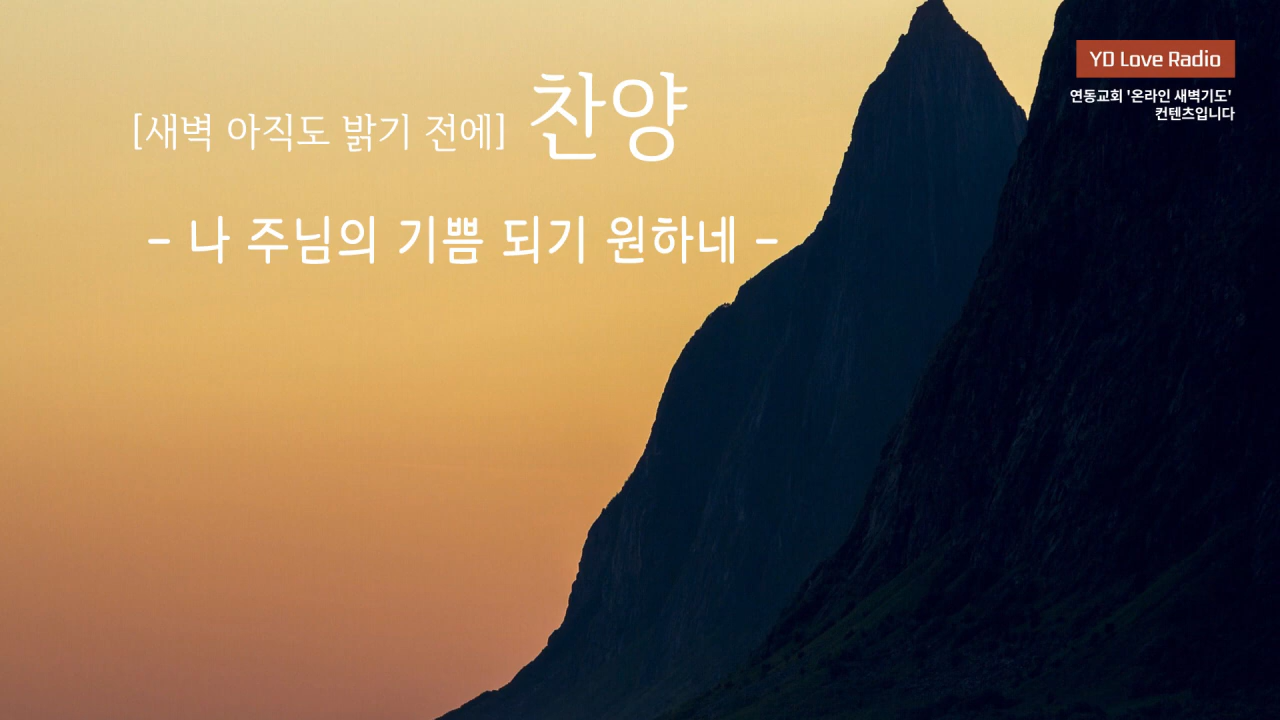 [새벽 아직도 밝기 전에] 찬양
- 나 주님의 기쁨 되기 원하네 -
YD Love Radio
연동교회 '온라인 새벽기도'
컨텐츠입니다